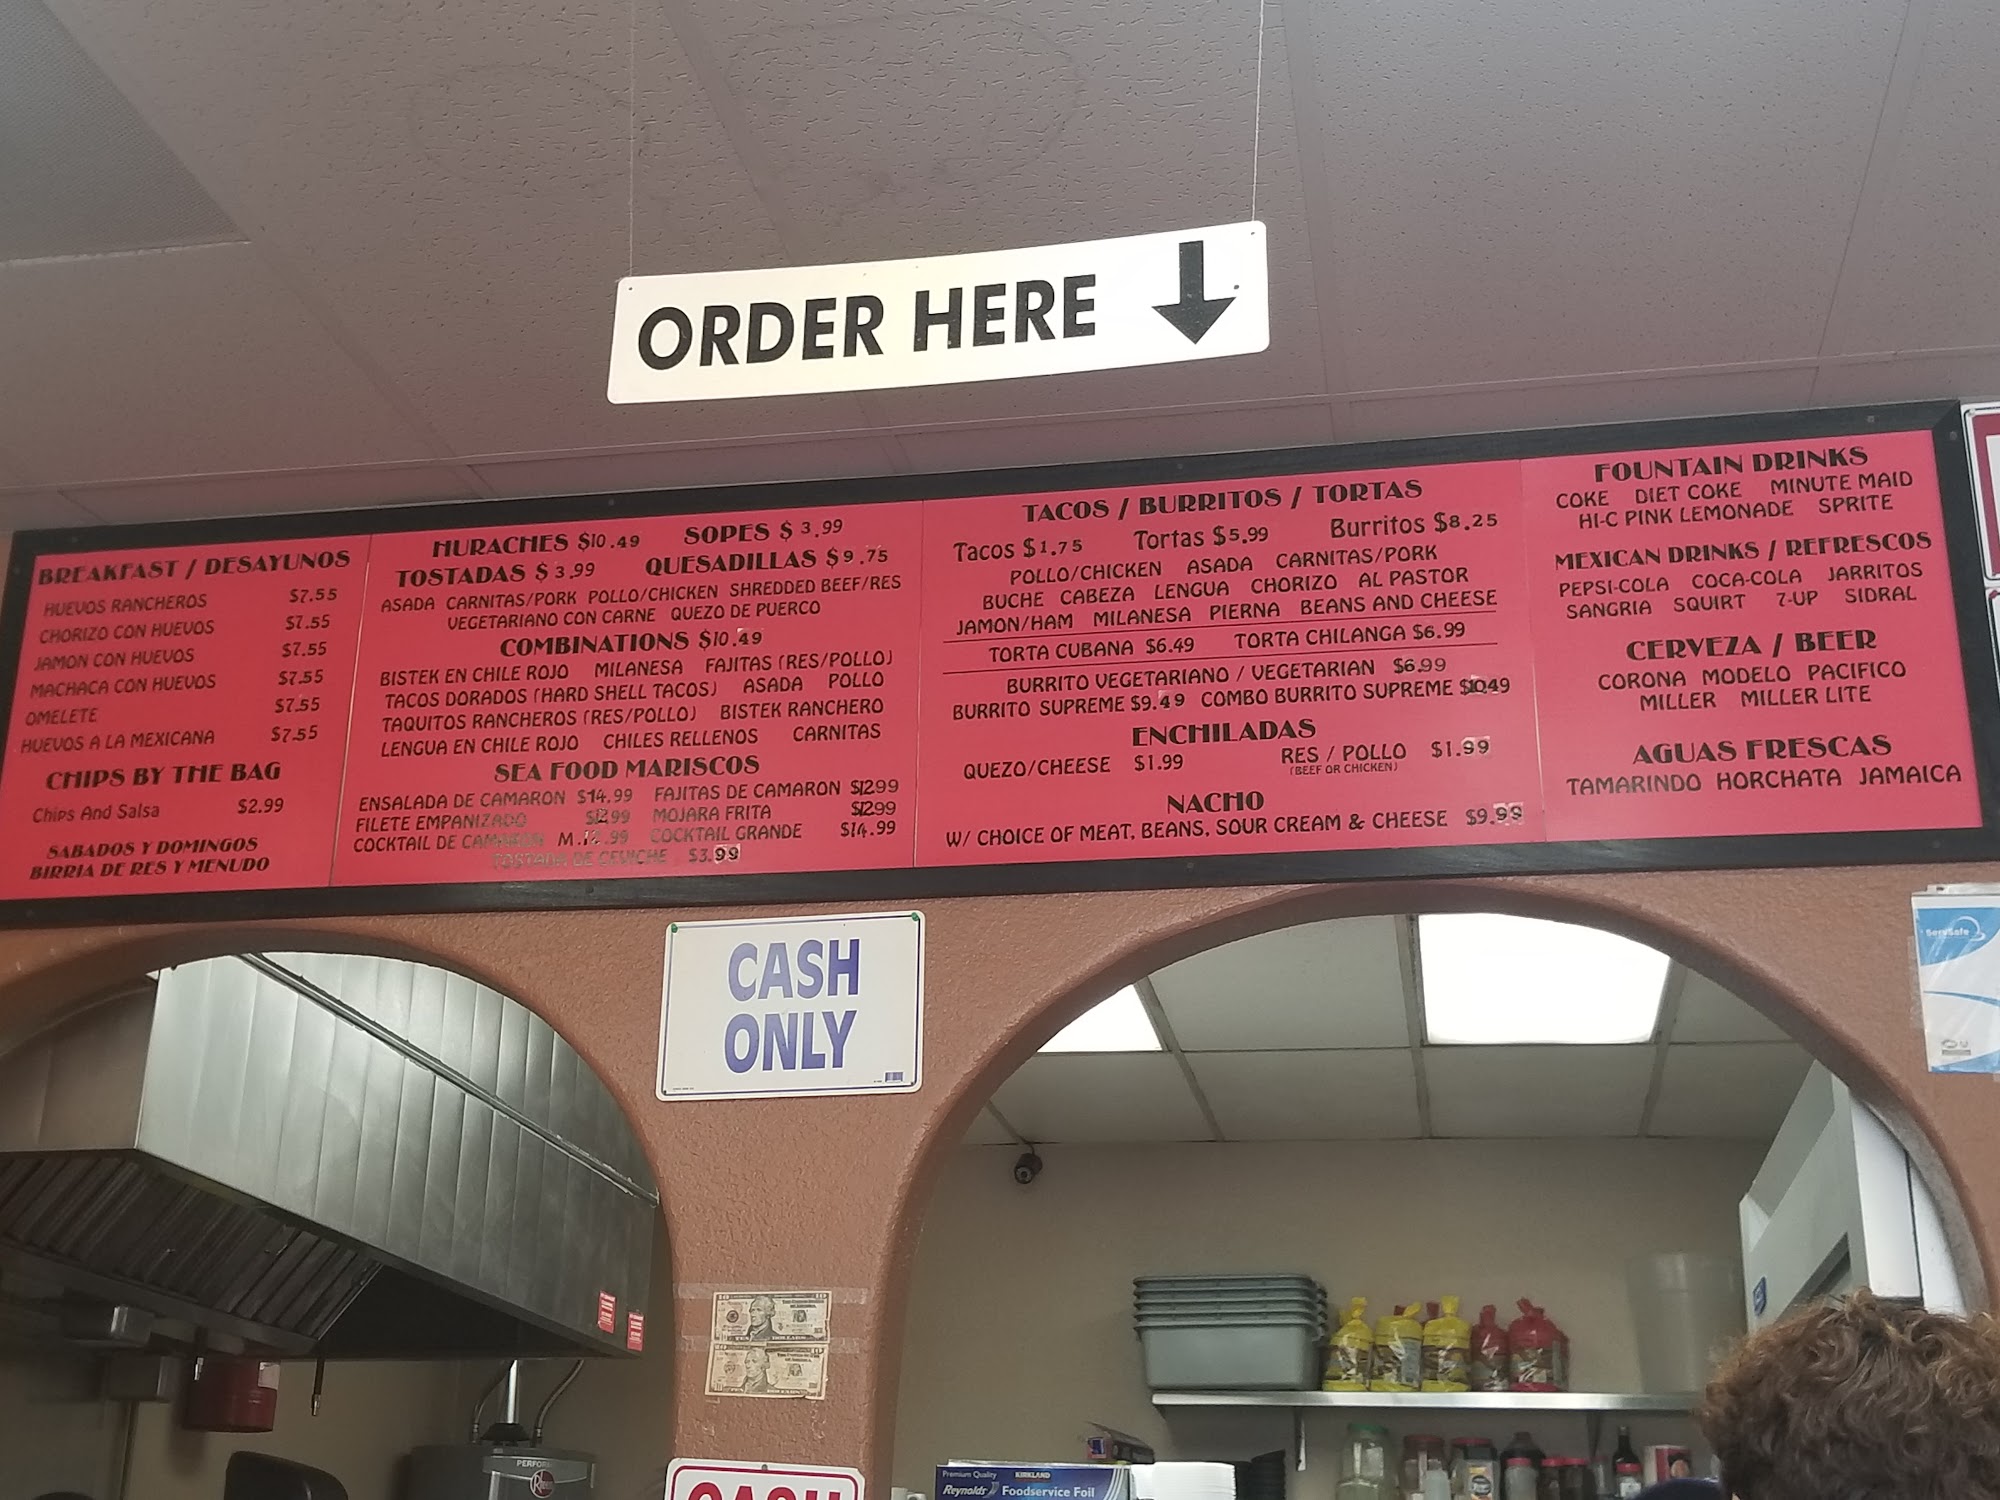 ORDER HERE
BREAKFAST / DESAYUNOS
HUEVOS RANCHEROS $7.55
CHORIZO CON HUEVOS $7.55
JAMON CON HUEVOS $7.55
MACHACA CON HUEVOS $7.55
OMELETE $7.55
HUEVOS A LA MEXICANA $7.55
CHIPS BY THE BAG
Chips And Salsa $2.99
SABADOS Y DOMINGOS
BIRRIA DE RES Y MENUDO
HURACHES $10.49 SOPES $3.99
TOSTADAS $3.99 QUESADILLAS $9.75
ASADA CARNITAS/PORK POLLO/CHICKEN SHREDDED BEEF/RES
VEGETARIANO CON CARNE QUEZO DE PUERCO
COMBINATIONS $10.49
BISTEK EN CHILE ROJO MILANESA FAJITAS (RES/POLLO)
TACOS DORADOS (HARD SHELL TACOS) ASADA POLLO
TAQUITOS RANCHEROS (RES/POLLO) BISTEK RANCHERO
LENGUA EN CHILE ROJO CHILES RELLENOS CARNITAS
SEA FOOD MARISCOS
ENSALADA DE CAMARON $14.99 FAJITAS DE CAMARON $12.99
FILETE EMPANIZADO $12.99 MOJARA FRITA $12.99
COCKTAIL DE CAMARON M. COCKTAIL GRANDE $14.99
TOSTADA DE CEVICHE $3.99
TACOS / BURRITOS / TORTAS
Tacos $1.75 Tortas $5.99 Burritos $8.25
POLLO/CHICKEN ASADA CARNITAS/PORK
BUCHE CABEZA LENGUA CHORIZO AL PASTOR
JAMON/HAM MILANESA PIERNA BEANS AND CHEESE
TORTA CUBANA $6.49 TORTA CHILANGA $6.99
BURRITO VEGETARIANO / VEGETARIAN $6.99
BURRITO SUPREME $9.49 COMBO BURRITO SUPREME $10.49
ENCHILADAS
QUEZO/CHEESE $1.99 RES / POLLO $1.99
(BEEF OR CHICKEN)
NACHO
W/ CHOICE OF MEAT, BEANS, SOUR CREAM & CHEESE $9.99
FOUNTAIN DRINKS
COKE DIET COKE MINUTE MAID
HI-C PINK LEMONADE SPRITE
MEXICAN DRINKS / REFRESCOS
PEPSI-COLA COCA-COLA JARRITOS
SANGRIA SQUIRT 7-UP SIDRAL
CERVEZA / BEER
CORONA MODELO PACIFICO
MILLER MILLER LITE
AGUAS FRESCAS
TAMARINDO HORCHATA JAMAICA
ServSafe
CASH
ONLY
CASH
PERFOR
Rheem
Premium Quality KIRKLAND
Reynolds Foodservice Foil